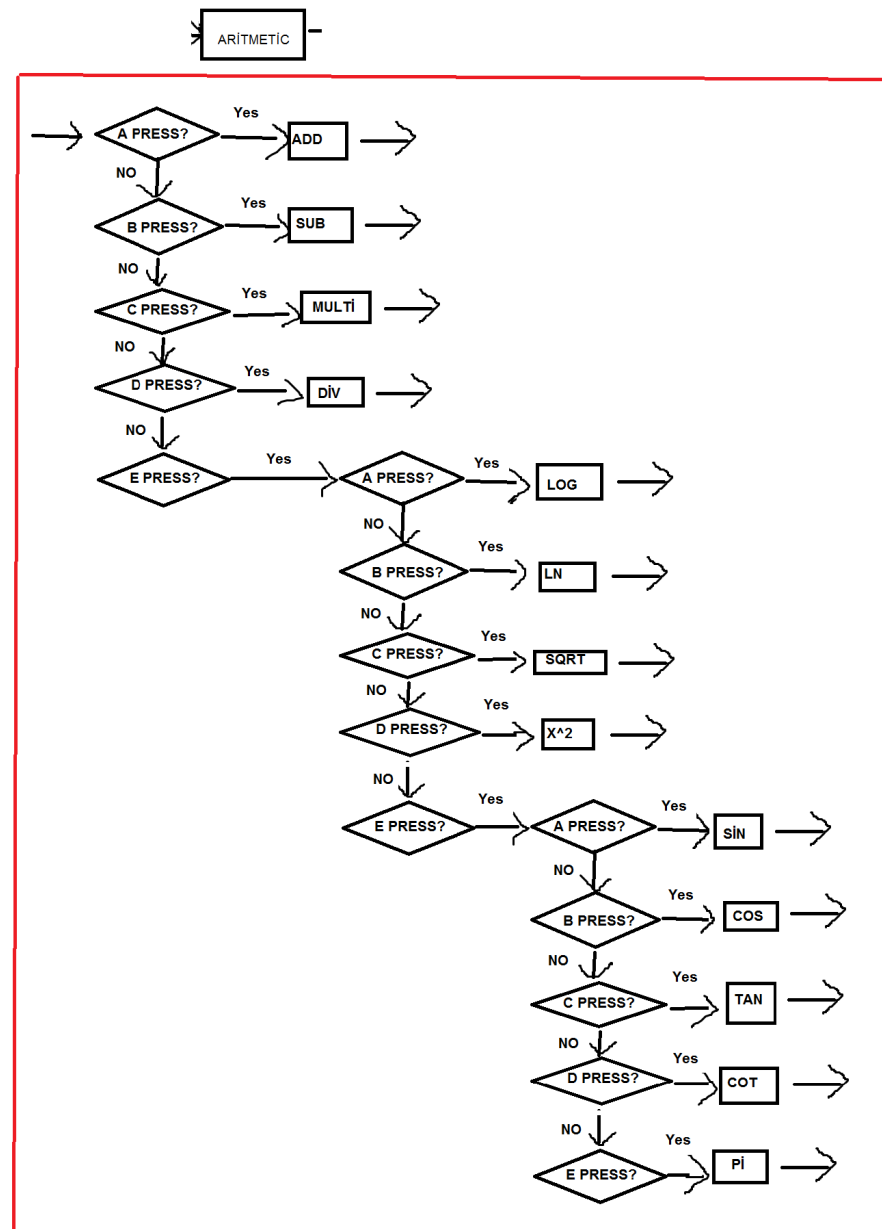 ARİTMETİC
Yes
A PRESS?
ADD
NO
Yes
B PRESS?
SUB
NO
Yes
C PRESS?
MULTİ
NO
Yes
D PRESS?
DİV
NO
Yes
E PRESS?
A PRESS?
Yes
LOG
NO
Yes
B PRESS?
LN
NO
Yes
C PRESS?
SQRT
NO
Yes
D PRESS?
X^2
NO
Yes
E PRESS?
A PRESS?
Yes
SİN
NO
Yes
B PRESS?
COS
NO
Yes
C PRESS?
TAN
NO
Yes
D PRESS?
COT
NO
Yes
E PRESS?
Pİ